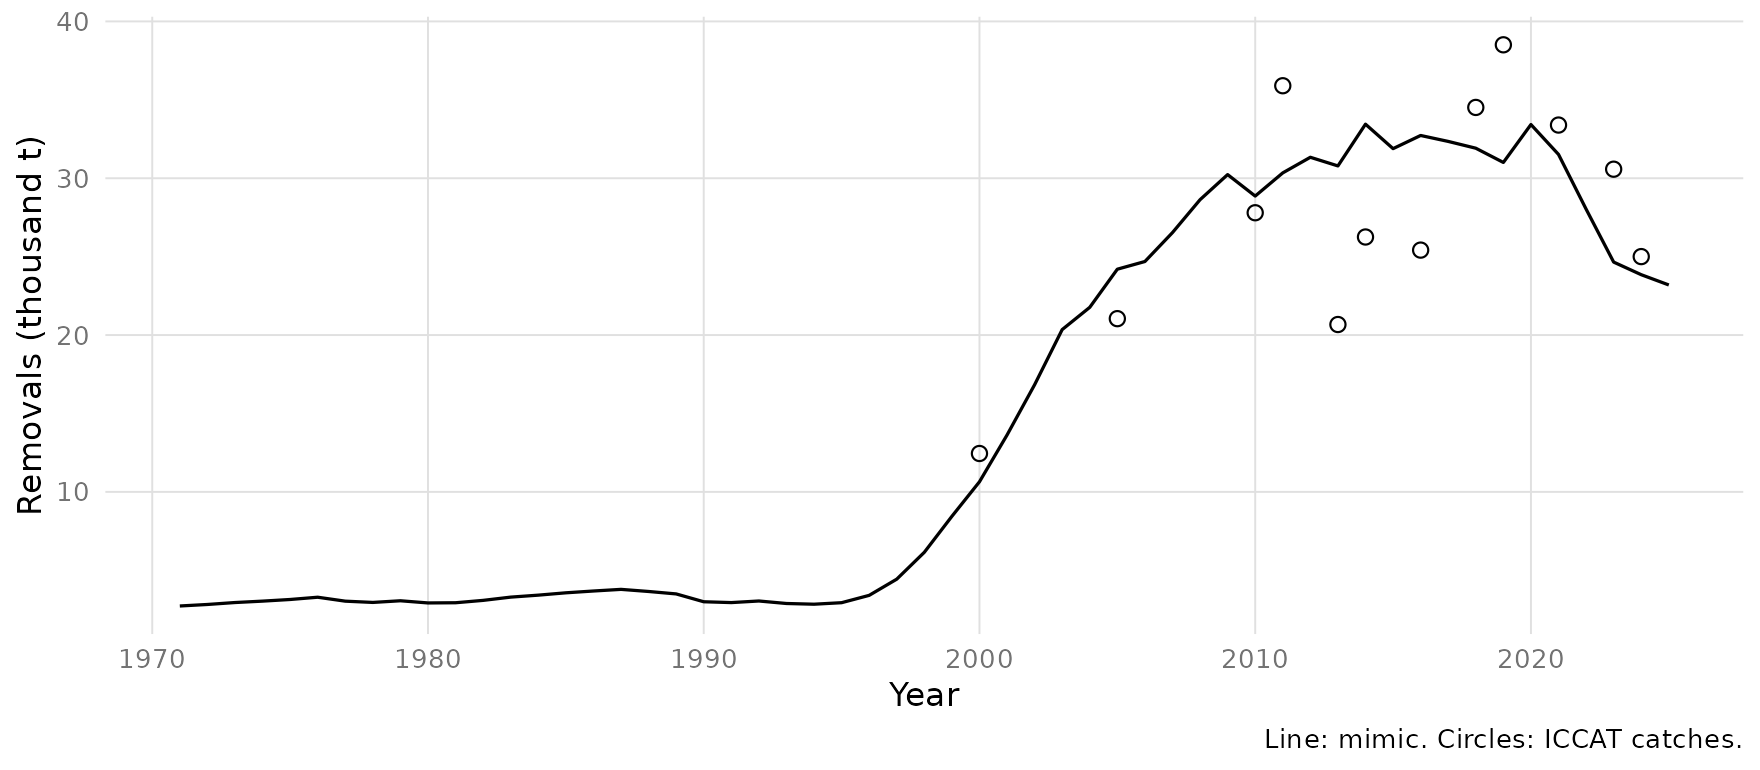 40
30
20
10
Removals (thousand t)
1970 1980 1990 2000 2010 2020
Year
Line: mimic. Circles: ICCAT catches.